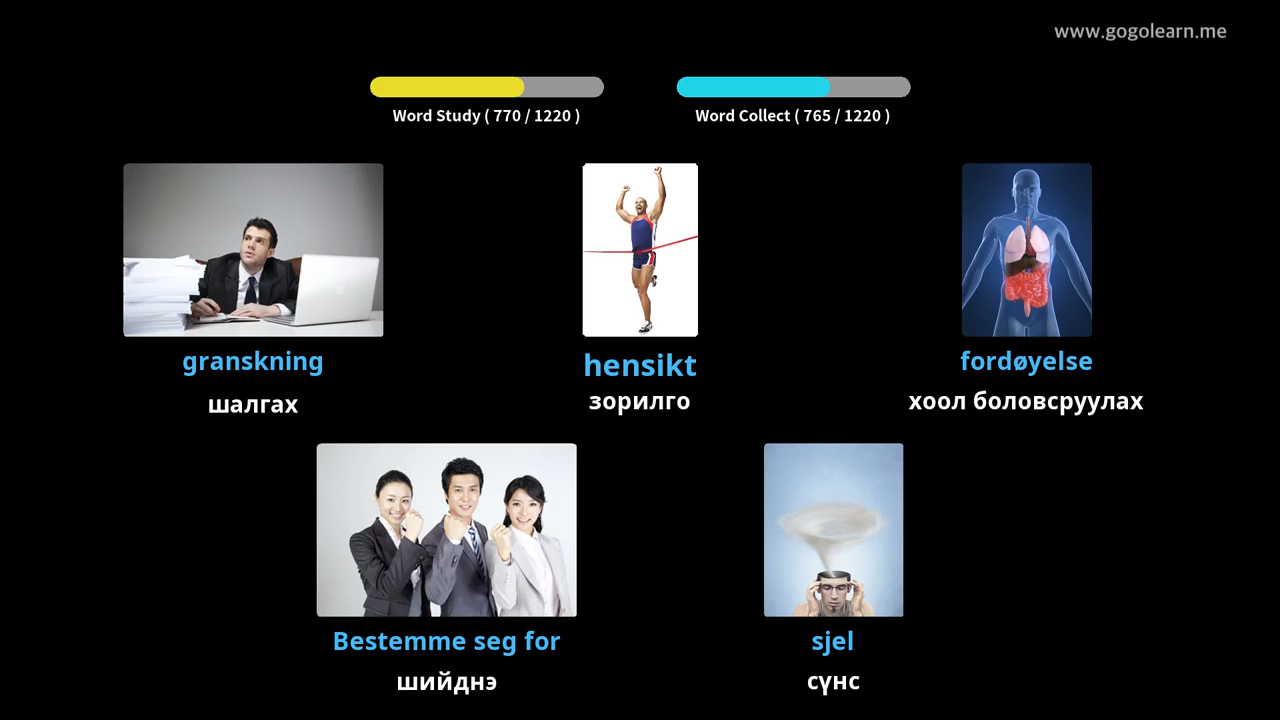 www.gogolearn.me
Word Study ( 770 / 1220 )
Word Collect ( 765 / 1220 )
granskning
hensikt
fordøyelse
шалгах
зорилго
хоол боловсруулах
Bestemme seg for
sjel
шийднэ
сүнс